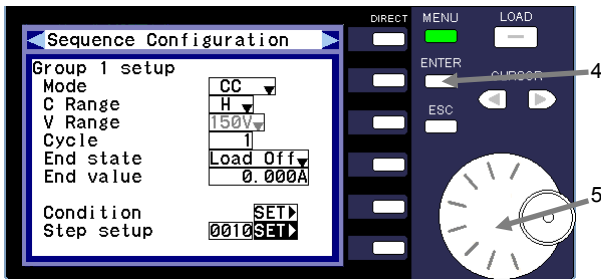 DIRECT MENU LOAD
Sequence Configuration
Group 1 setup
Mode CC
C Range H
V Range 150V
Cycle 1
End state Load Off
End value 0.000A
Condition SET
Step setup 0010 SET
ENTER
CURSOR
ESC
4
5